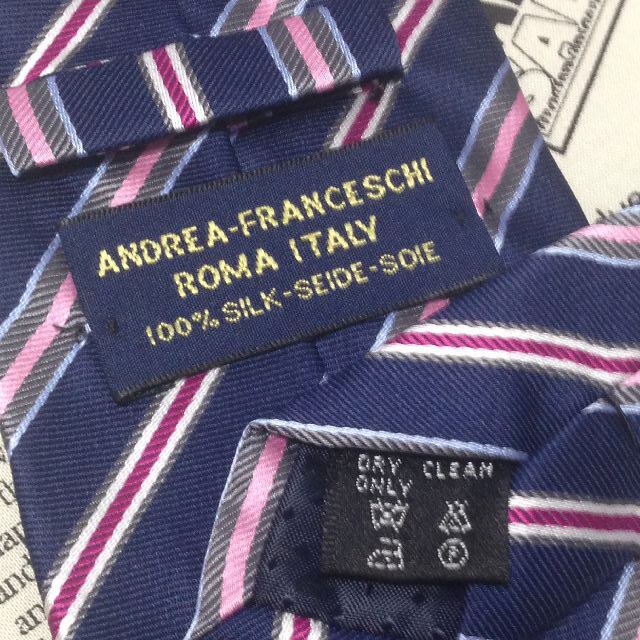 ANDREA-FRANCESCHI
ROMA ITALY
100% SILK-SEIDE-SOIE
DRY CLEAN
ONLY